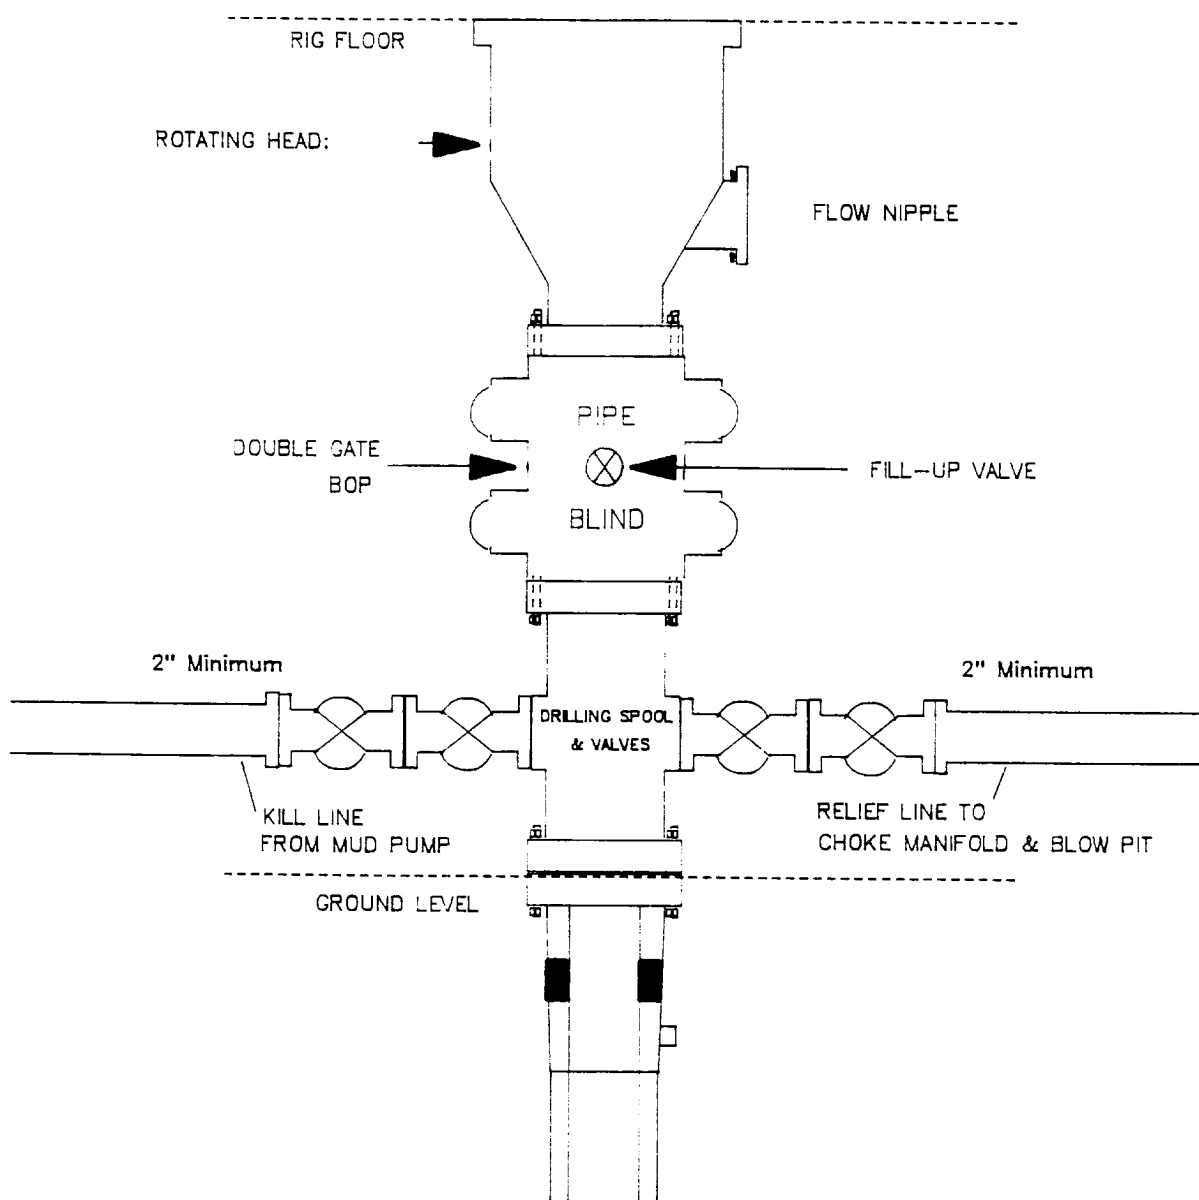 RIG FLOOR
ROTATING HEAD:
FLOW NIPPLE
PIPE
DOUBLE GATE
BOP
FILL-UP VALVE
BLIND
2" Minimum
2" Minimum
DRILLING SPOOL
& VALVES
KILL LINE
FROM MUD PUMP
RELIEF LINE TO
CHOKE MANIFOLD & BLOW PIT
GROUND LEVEL